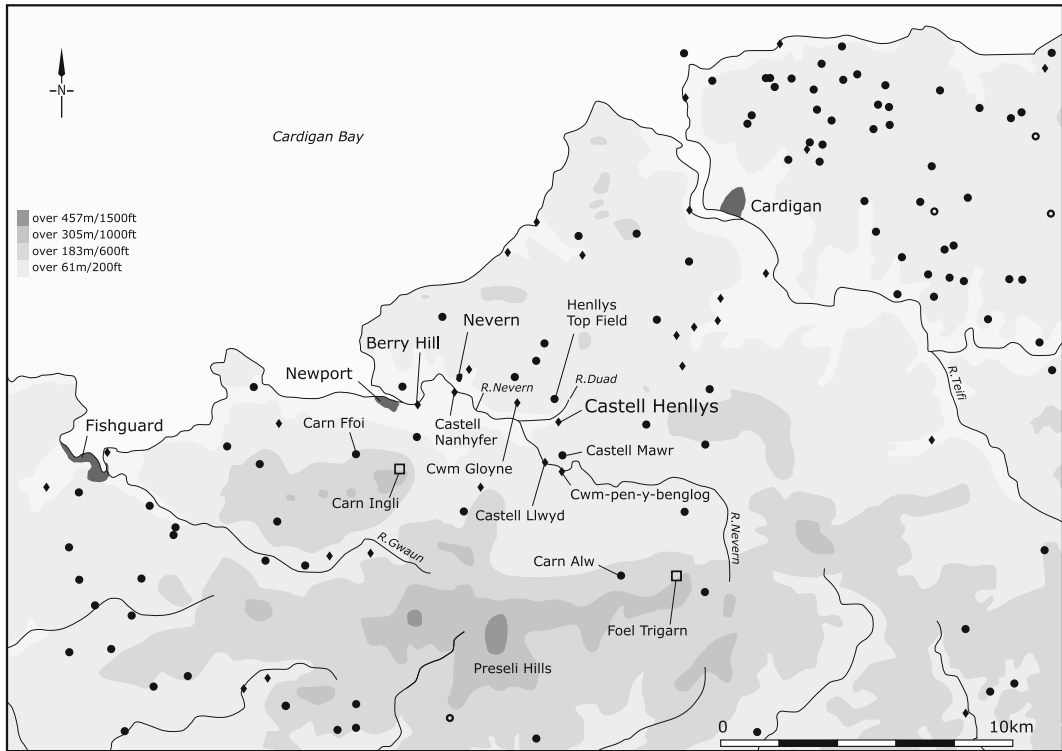 N
Cardigan Bay
over 457m/1500ft
over 305m/1000ft
over 183m/600ft
over 61m/200ft
Cardigan
Henllys
Top Field
Nevern
Berry Hill
R.Nevern
R.Duad
Newport
Castell Henllys
R.Teifi
Fishguard
Carn Ffoi
Castell
Nanhyfer
Castell Mawr
Cwm Gloyne
Cwm-pen-y-benglog
Carn Ingli
Castell Llwyd
R.Nevern
R.Gwaun
Carn Alw
Foel Trigarn
Preseli Hills
0
10km